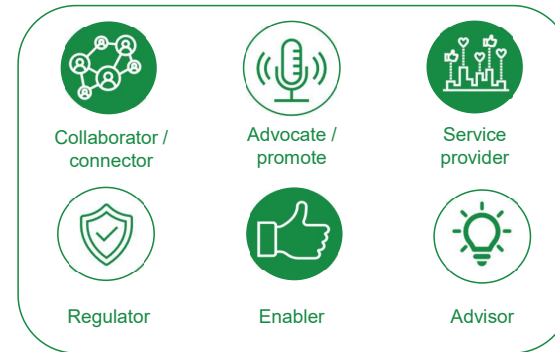 Collaborator /
connector
Advocate /
promote
Service
provider
Regulator
Enabler
Advisor